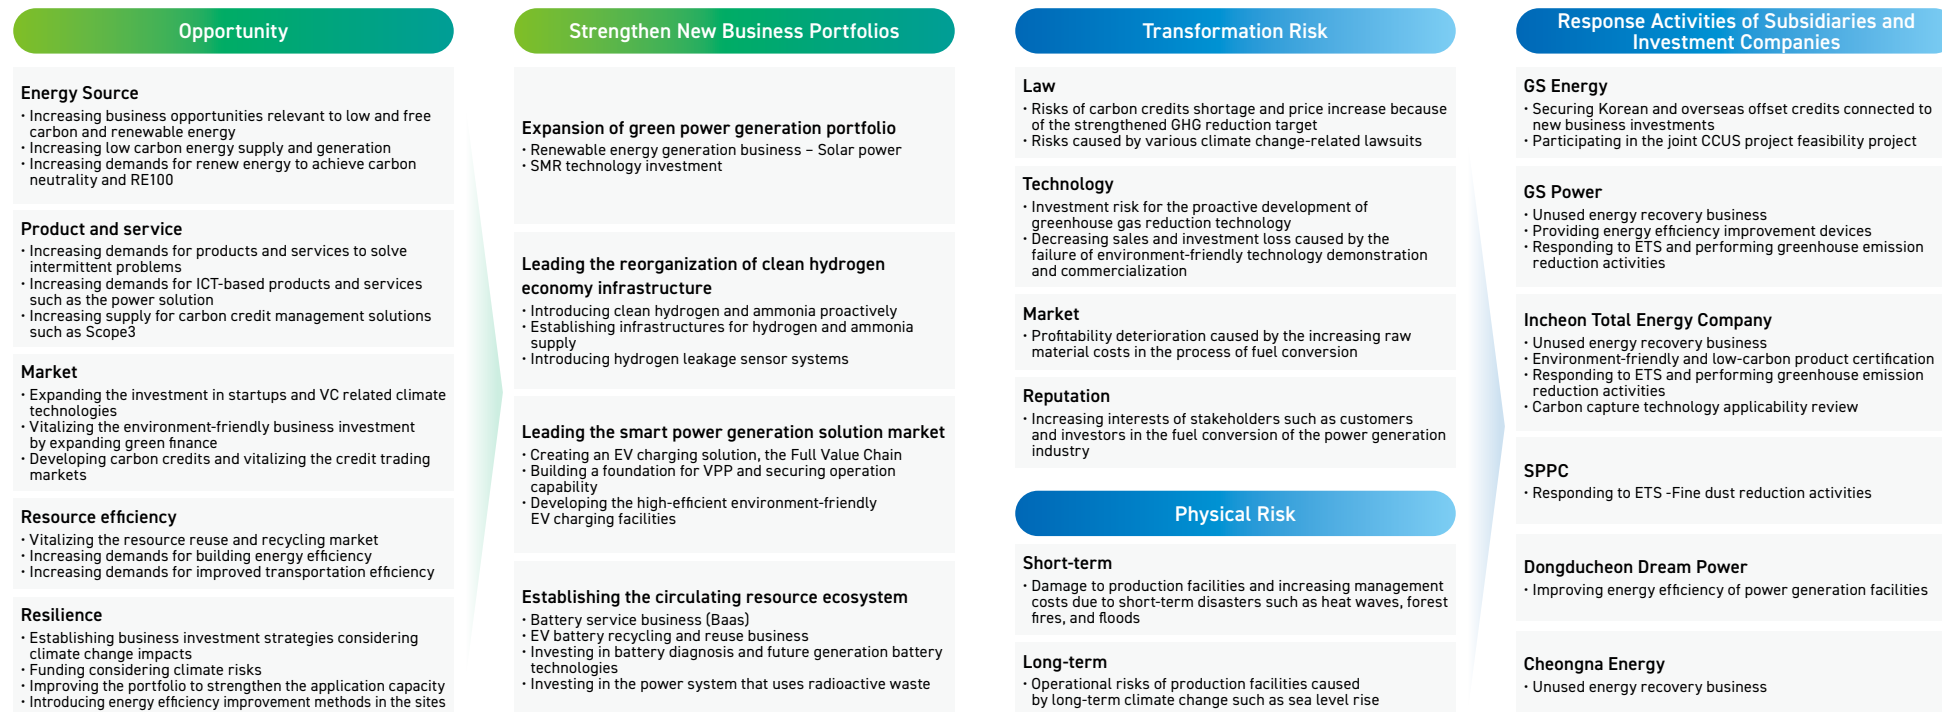 Opportunity
Energy Source
· Increasing business opportunities relevant to low and free
carbon and renewable energy
· Increasing low carbon energy supply and generation
· Increasing demands for renew energy to achieve carbon
neutrality and RE100
Product and service
· Increasing demands for products and services to solve
intermittent problems
· Increasing demands for ICT-based products and services
such as the power solution
· Increasing supply for carbon credit management solutions
such as Scope3
Market
· Expanding the investment in startups and VC related climate
technologies
· Vitalizing the environment-friendly business investment
by expanding green finance
· Developing carbon credits and vitalizing the credit trading
markets
Resource efficiency
· Vitalizing the resource reuse and recycling market
· Increasing demands for building energy efficiency
· Increasing demands for improved transportation efficiency
Resilience
· Establishing business investment strategies considering
climate change impacts
· Funding considering climate risks
· Improving the portfolio to strengthen the application capacity
· Introducing energy efficiency improvement methods in the sites
Strengthen New Business Portfolios
Expansion of green power generation portfolio
· Renewable energy generation business – Solar power
· SMR technology investment
Leading the reorganization of clean hydrogen
economy infrastructure
· Introducing clean hydrogen and ammonia proactively
· Establishing infrastructures for hydrogen and ammonia
supply
· Introducing hydrogen leakage sensor systems
Leading the smart power generation solution market
· Creating an EV charging solution, the Full Value Chain
· Building a foundation for VPP and securing operation
capability
· Developing the high-efficient environment-friendly
EV charging facilities
Establishing the circulating resource ecosystem
· Battery service business (Baas)
· EV battery recycling and reuse business
· Investing in battery diagnosis and future generation battery
technologies
· Investing in the power system that uses radioactive waste
Transformation Risk
Law
· Risks of carbon credits shortage and price increase because
of the strengthened GHG reduction target
· Risks caused by various climate change-related lawsuits
Technology
· Investment risk for the proactive development of
greenhouse gas reduction technology
· Decreasing sales and investment loss caused by the
failure of environment-friendly technology demonstration
and commercialization
Market
· Profitability deterioration caused by the increasing raw
material costs in the process of fuel conversion
Reputation
· Increasing interests of stakeholders such as customers
and investors in the fuel conversion of the power generation
industry
Physical Risk
Short-term
· Damage to production facilities and increasing management
costs due to short-term disasters such as heat waves, forest
fires, and floods
Long-term
· Operational risks of production facilities caused
by long-term climate change such as sea level rise
Response Activities of Subsidiaries and
Investment Companies
GS Energy
· Securing Korean and overseas offset credits connected to
new business investments
· Participating in the joint CCUS project feasibility project
GS Power
· Unused energy recovery business
· Providing energy efficiency improvement devices
· Responding to ETS and performing greenhouse emission
reduction activities
Incheon Total Energy Company
· Unused energy recovery business
· Environment-friendly and low-carbon product certification
· Responding to ETS and performing greenhouse emission
reduction activities
· Carbon capture technology applicability review
SPPC
· Responding to ETS -Fine dust reduction activities
Dongducheon Dream Power
· Improving energy efficiency of power generation facilities
Cheongna Energy
· Unused energy recovery business